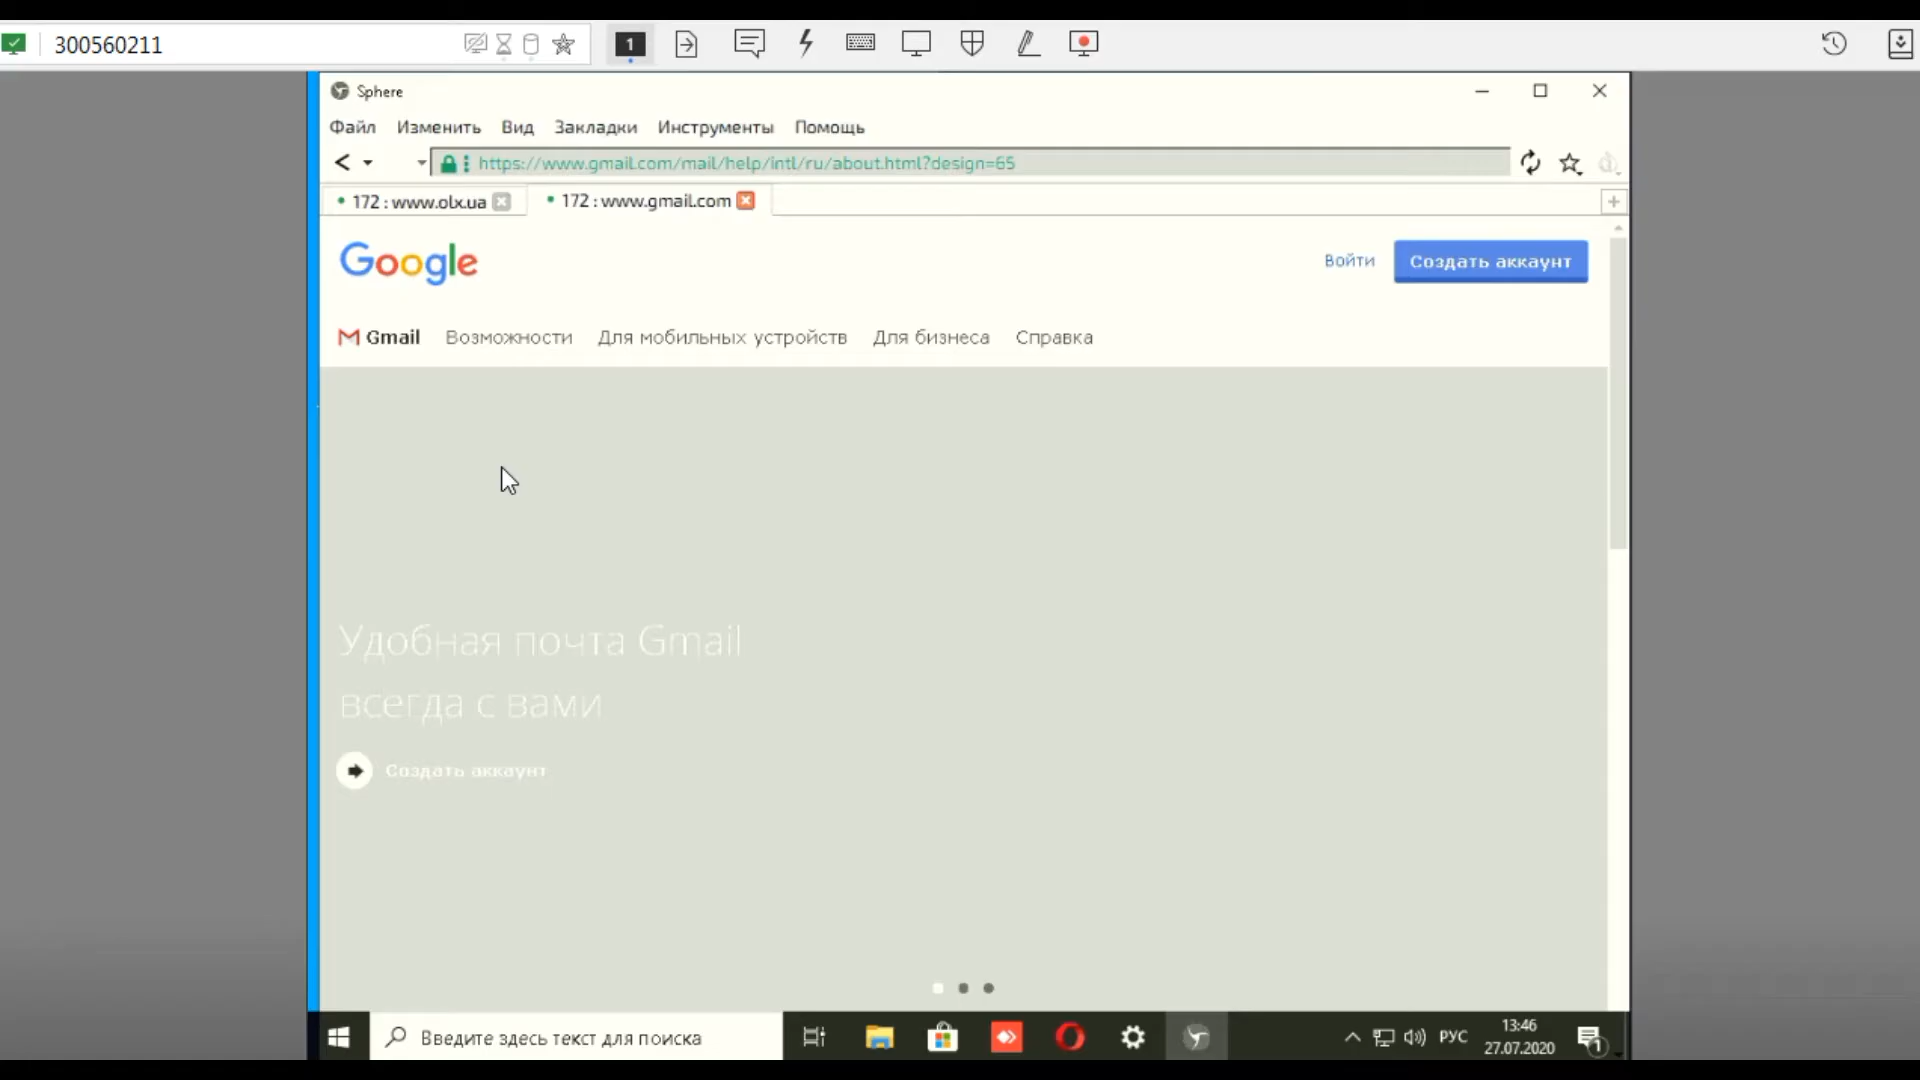 300560211
1
Sphere
Файл Изменить Вид Закладки Инструменты Помощь
https://www.gmail.com/mail/help/intl/ru/about.html?design=65
172 : www.olx.ua 172 : www.gmail.com
Google
Войти Создать аккаунт
Gmail Возможности Для мобильных устройств Для бизнеса Справка
Удобная почта Gmail
всегда с вами
Создать аккаунт
Введите здесь текст для поиска
РУС
13:46
27.07.2020
1